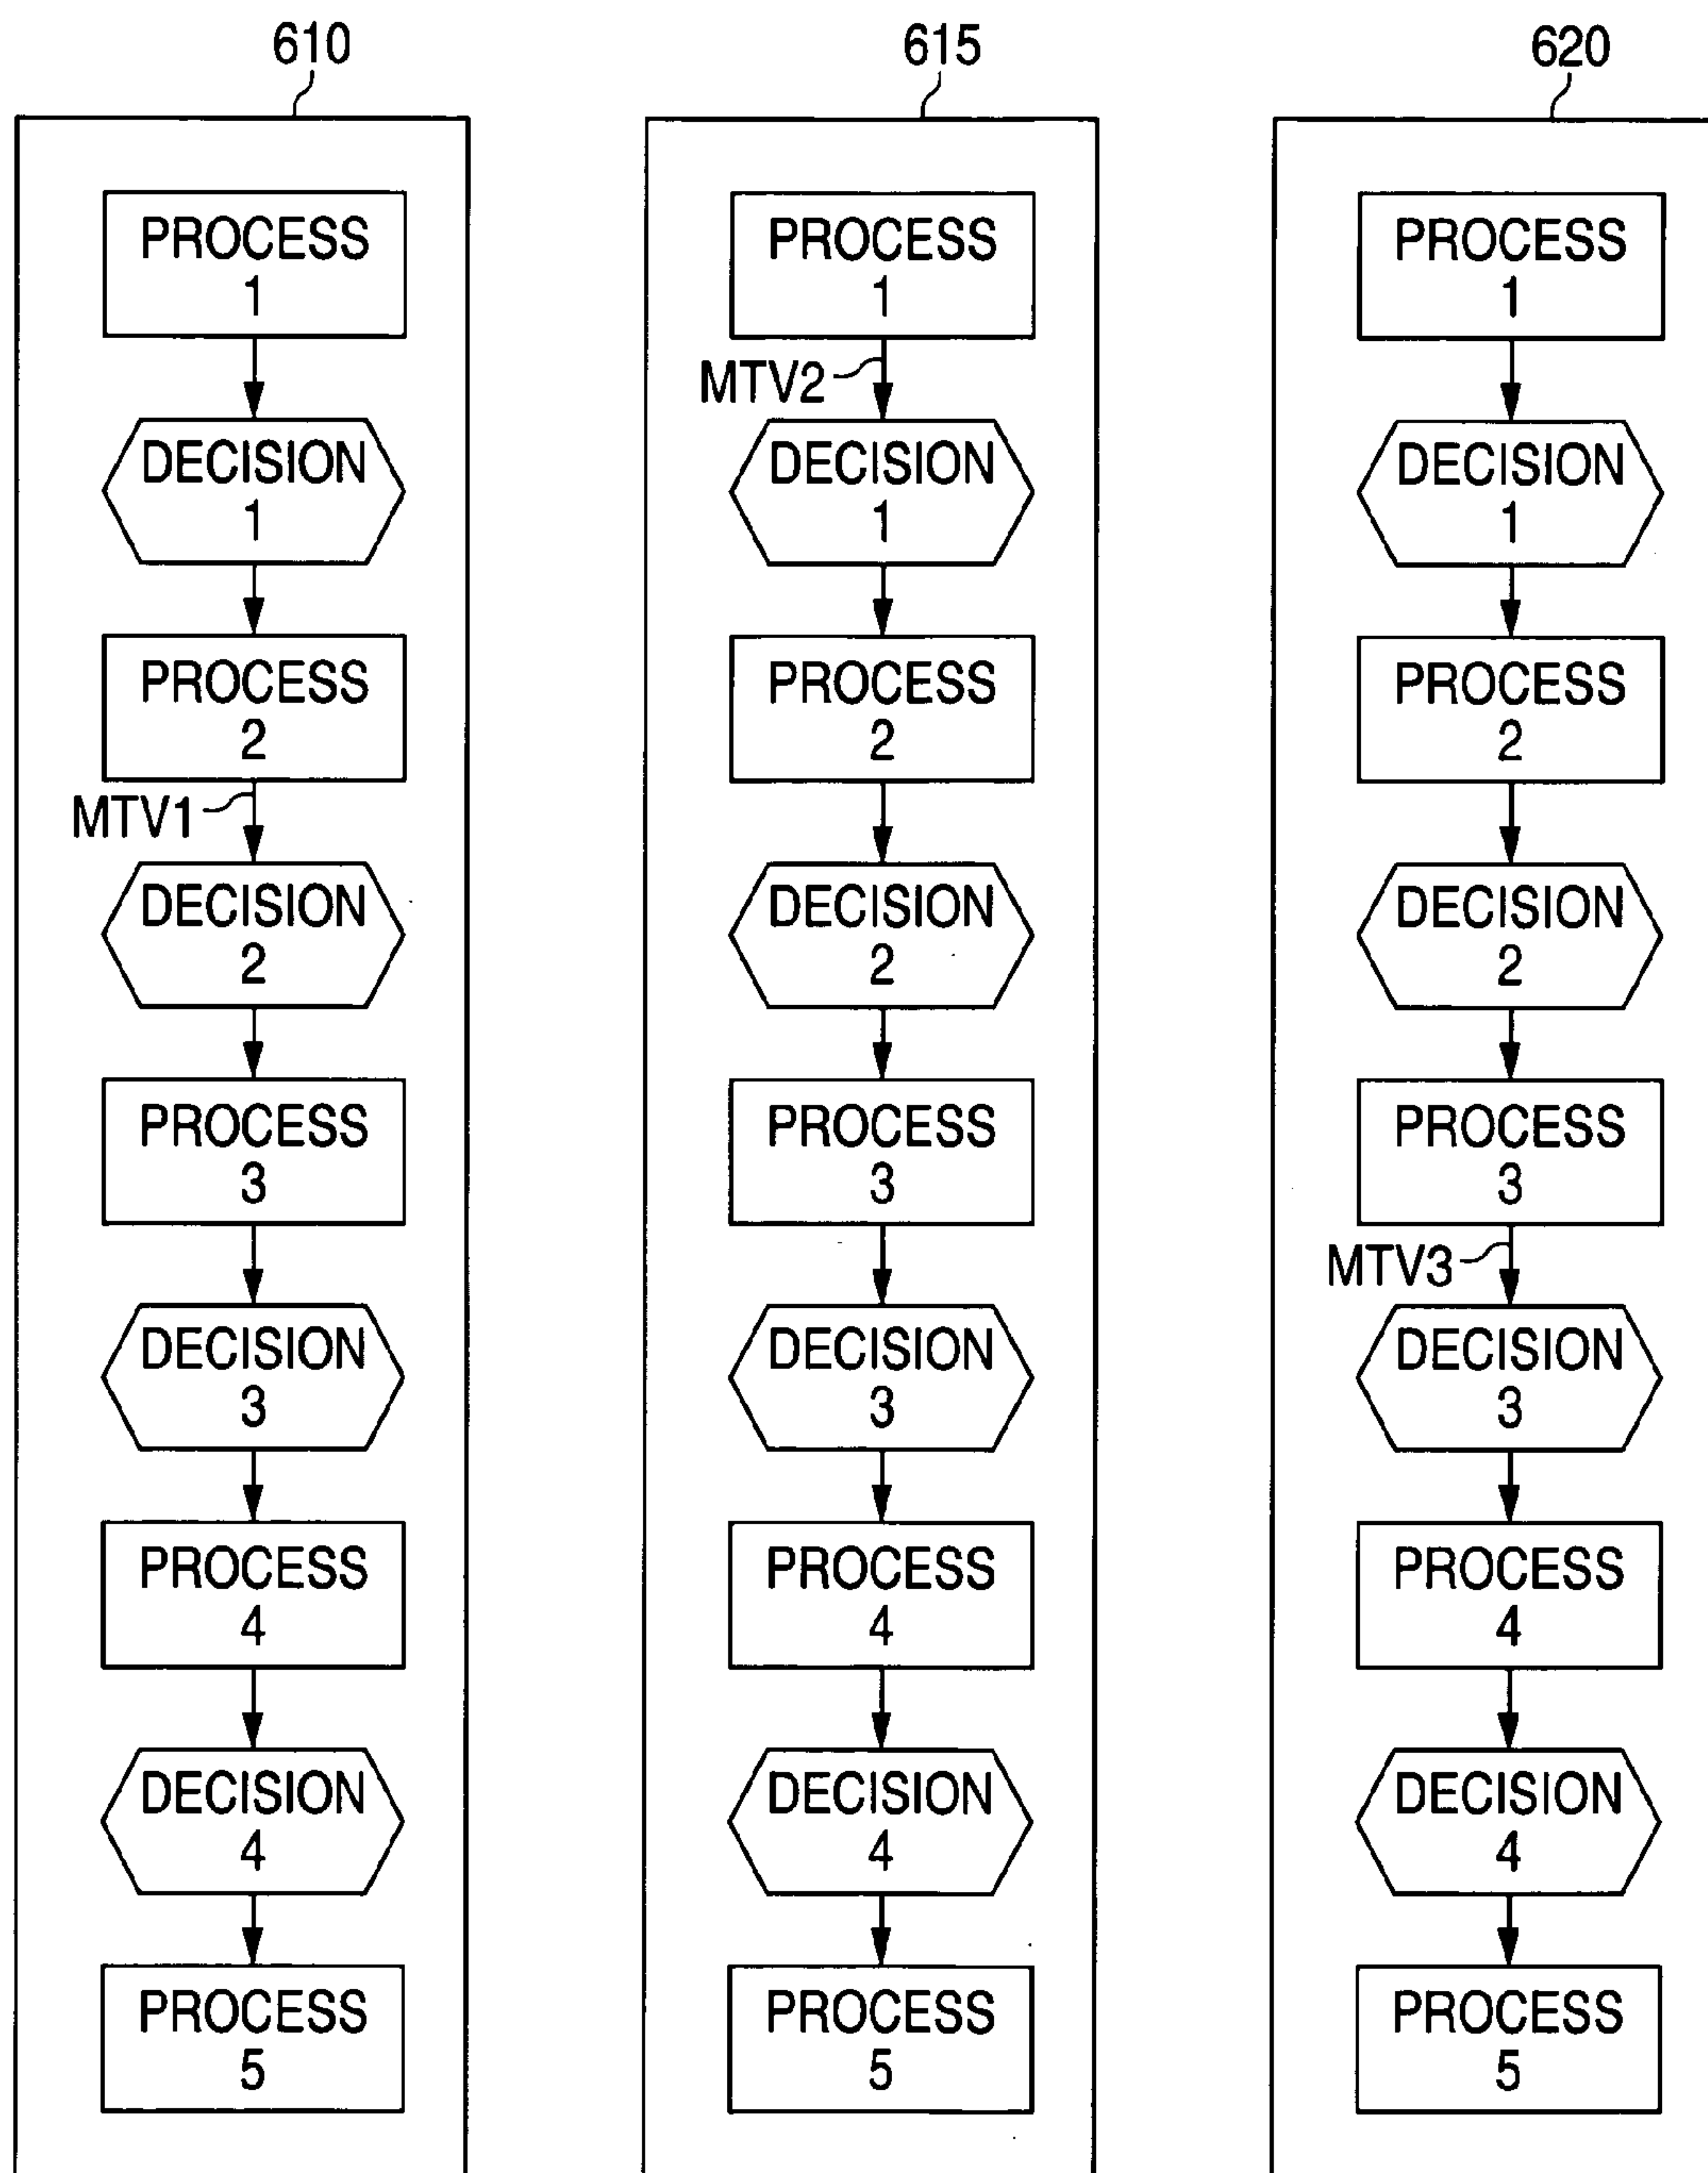 610
PROCESS
1
DECISION
1
PROCESS
2
MTV1
DECISION
2
PROCESS
3
DECISION
3
PROCESS
4
DECISION
4
PROCESS
5
615
PROCESS
1
MTV2
DECISION
1
PROCESS
2
DECISION
2
PROCESS
3
DECISION
3
PROCESS
4
DECISION
4
PROCESS
5
620
PROCESS
1
DECISION
1
PROCESS
2
DECISION
2
PROCESS
3
MTV3
DECISION
3
PROCESS
4
DECISION
4
PROCESS
5